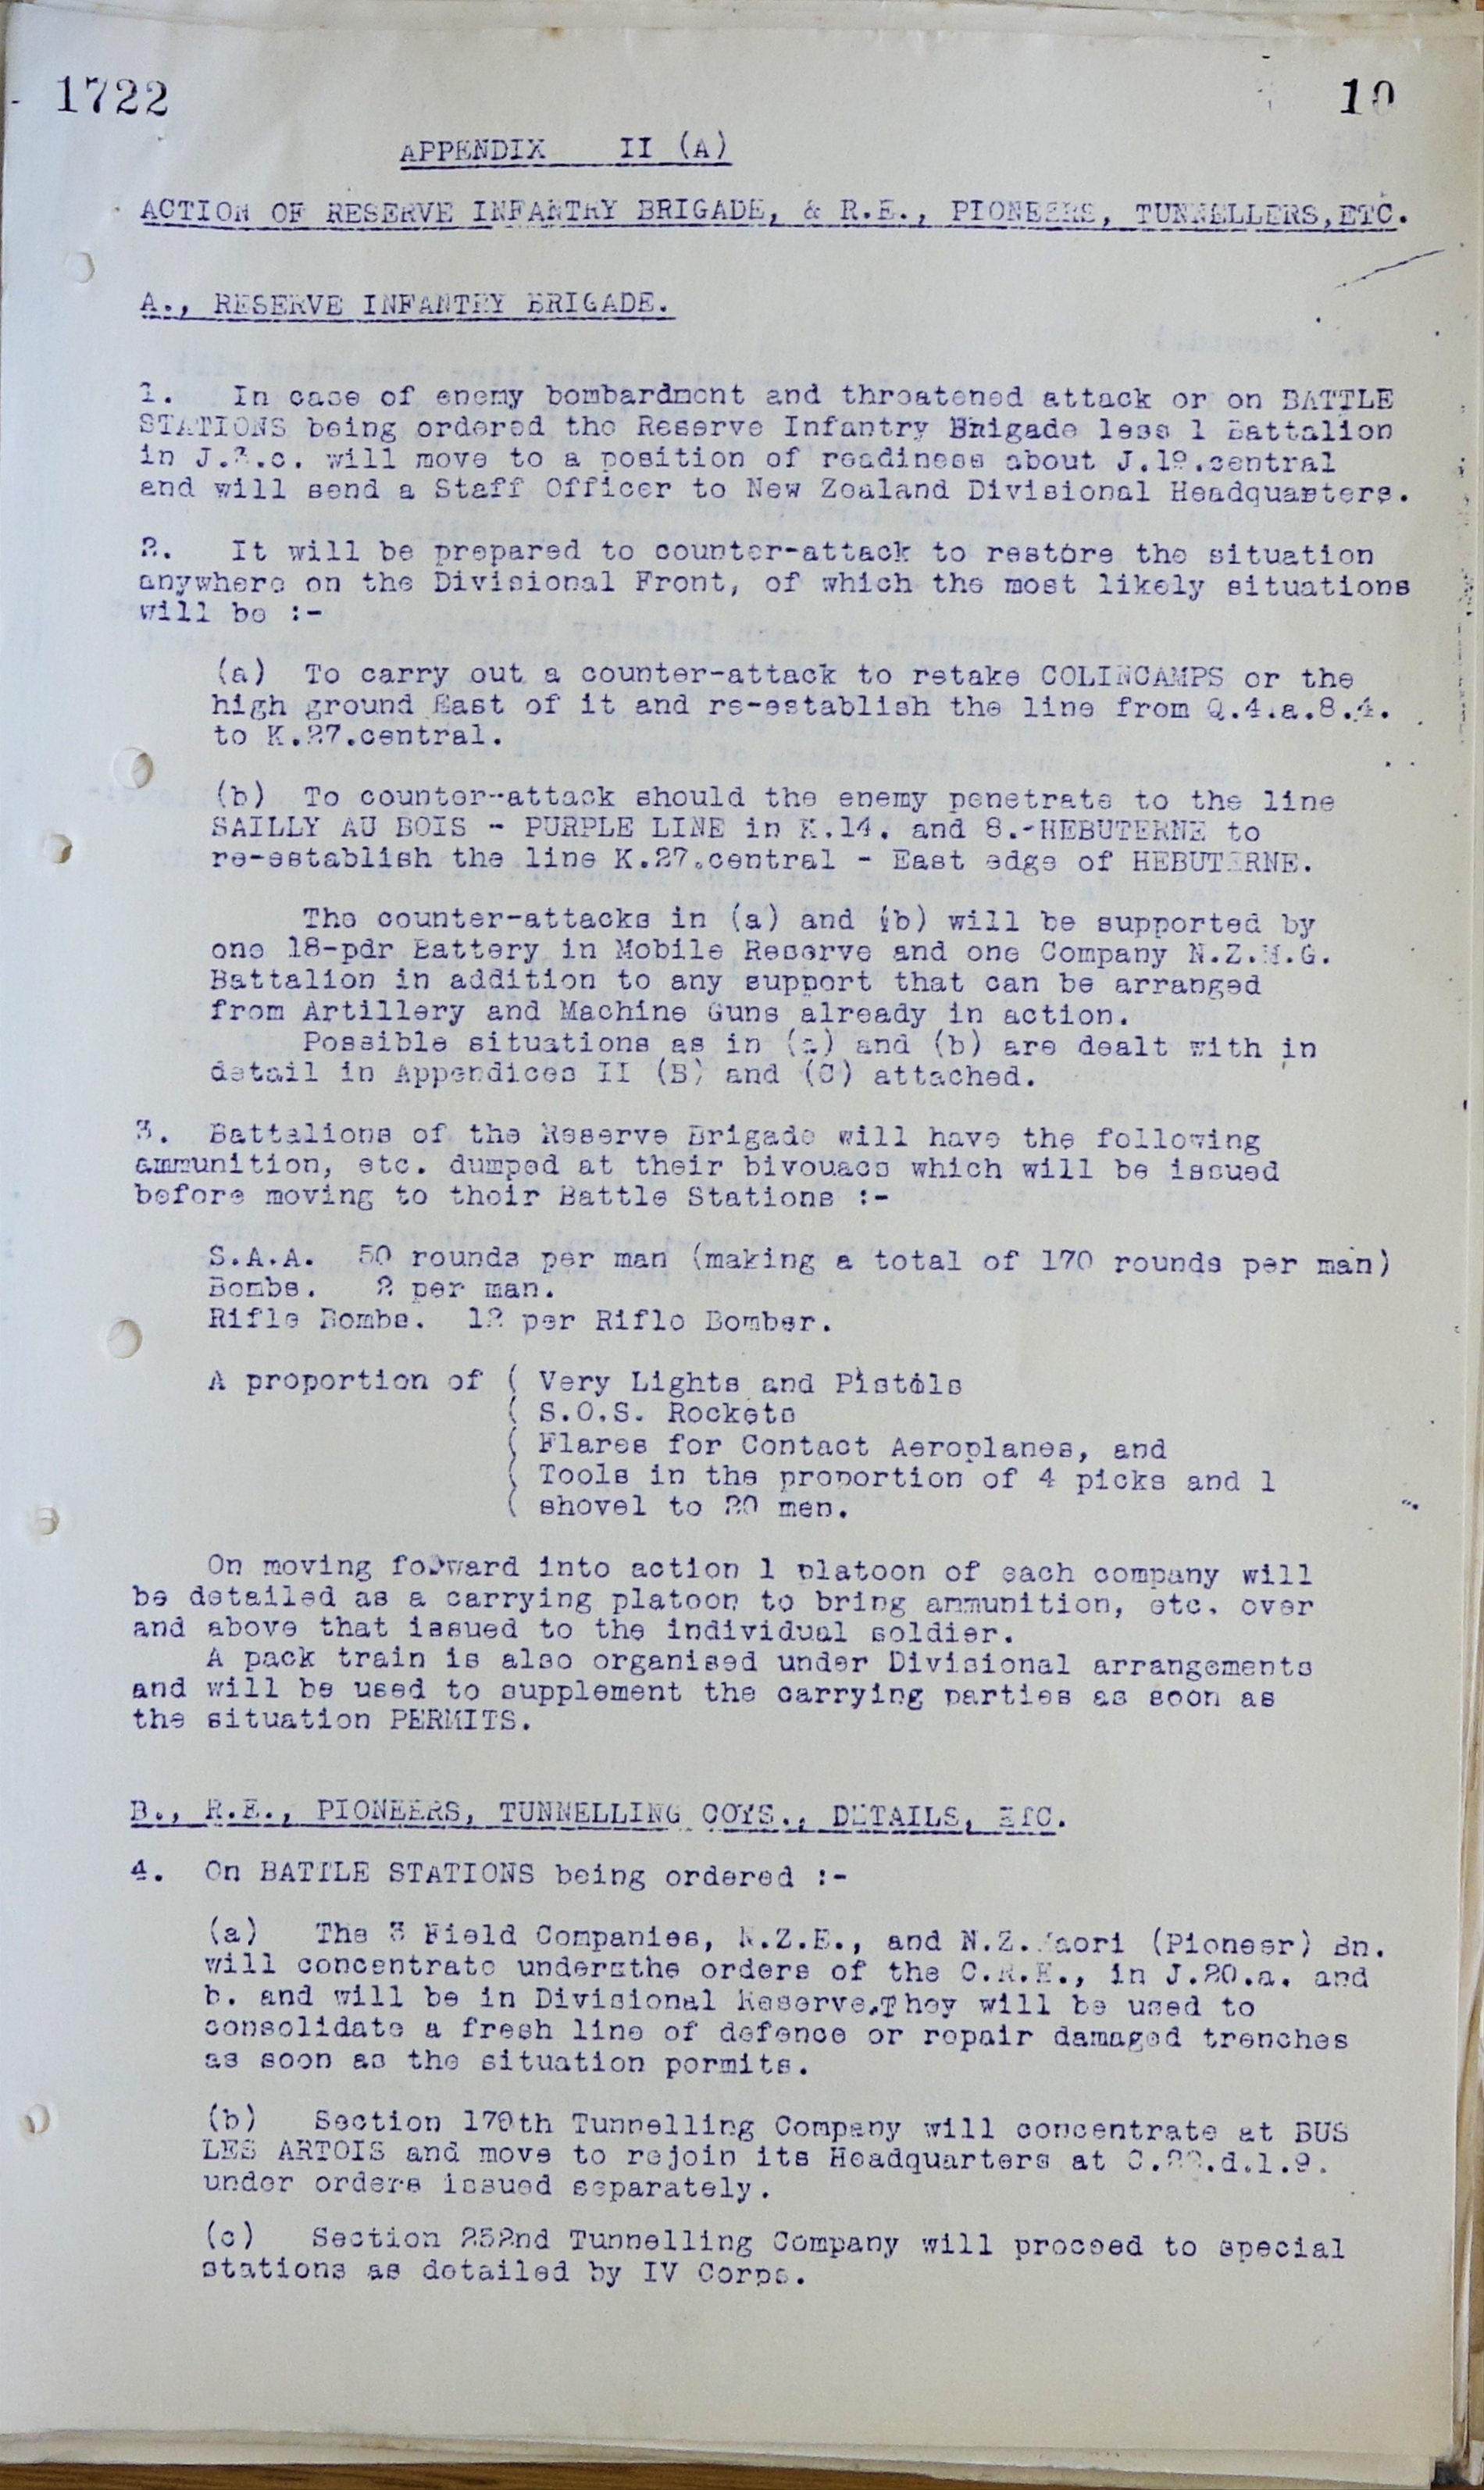 1722
10
APPENDIX II (A)
ACTION OF RESERVE INFANTRY BRIGADE, & R.E., PIONEERS, TUNNELLERS,ETC.
A., RESERVE INFANTRY BRIGADE.
1. In case of enemy bombardment and threatened attack or on BATTLE
STATIONS being ordered the Reserve Infantry Brigade less 1 Battalion
in will move to a position of readiness about J.19.central
and will send a Staff Officer to New Zealand Divisional Headquarters.
2. It will be prepared to counter-attack to restore the situation
anywhere on the Divisional Front, of which the most likely situations
will be :-
(a) To carry out a counter-attack to retake COLINCAMPS or the
high ground East of it and re-establish the line from Q.4.a.8.4.
to K.27.central.
(b) To counter-attack should the enemy penetrate to the line
SAILLY AU BOIS - PURPLE LINE in K.14. and 8.-HEBUTERNE to
re-establish the line K.27.central - East edge of HEBUTERNE.
The counter-attacks in (a) and (b) will be supported by
one 18-pdr Battery in Mobile Reserve and one Company N.Z.M.G.
Battalion in addition to any support that can be arranged
from Artillery and Machine Guns already in action.
Possible situations as in (a) and (b) are dealt with in
detail in Appendices II (B) and (C) attached.
3. Battalions of the Reserve Brigade will have the following
ammunition, etc. dumped at their bivouacs which will be issued
before moving to their Battle Stations :-
S.A.A. 50 rounds per man (making a total of 170 rounds per man)
Bombs. 2 per man.
Rifle Bombs. 12 per Rifle Bomber.
A proportion of ( Very Lights and Pistols
( S.O.S. Rockets
( Flares for Contact Aeroplanes, and
( Tools in the proportion of 4 picks and 1
( shovel to 20 men.
On moving forward into action 1 platoon of each company will
be detailed as a carrying platoon to bring ammunition, etc. over
and above that issued to the individual soldier.
A pack train is also organised under Divisional arrangements
and will be used to supplement the carrying parties as soon as
the situation PERMITS.
B., R.E., PIONEERS, TUNNELLING COYS., DETAILS, ETC.
4. On BATTLE STATIONS being ordered :-
(a) The 3 Field Companies, N.Z.E., and N.Z.Maori (Pioneer) Bn.
will concentrate under the orders of the C.R.E., in J.20.a. and
b. and will be in Divisional Reserve.They will be used to
consolidate a fresh line of defence or repair damaged trenches
as soon as the situation permits.
(b) Section 179th Tunnelling Company will concentrate at BUS
LES ARTOIS and move to rejoin its Headquarters at
under orders issued separately.
(c) Section 252nd Tunnelling Company will proceed to special
stations as detailed by IV Corps.